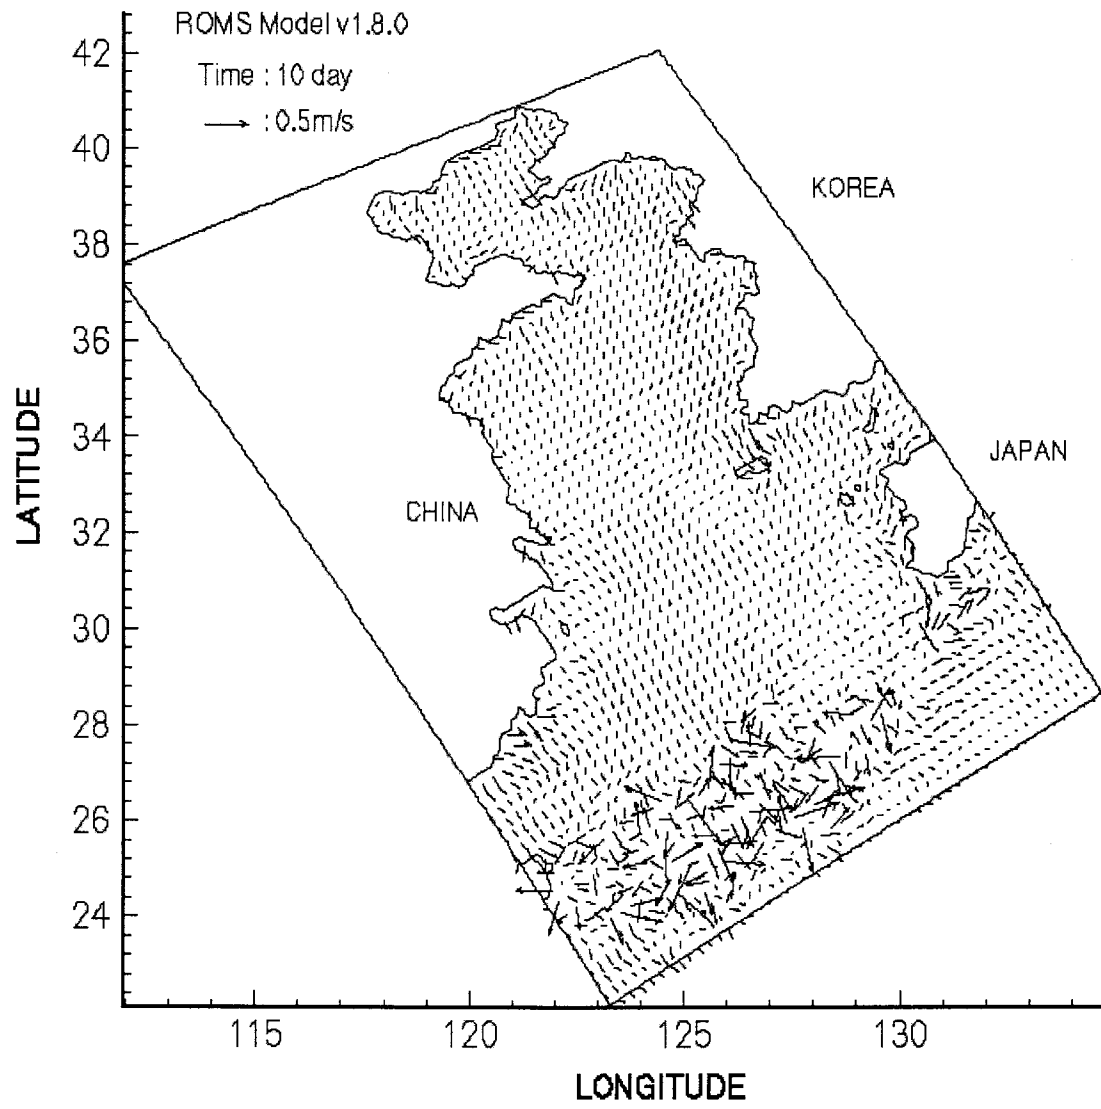 ROMS Model v1.8.0
Time : 10 day
: 0.5m/s
42
40
38
36
34
32
30
28
26
24
LATITUDE
KOREA
JAPAN
CHINA
115 120 125 130
LONGITUDE